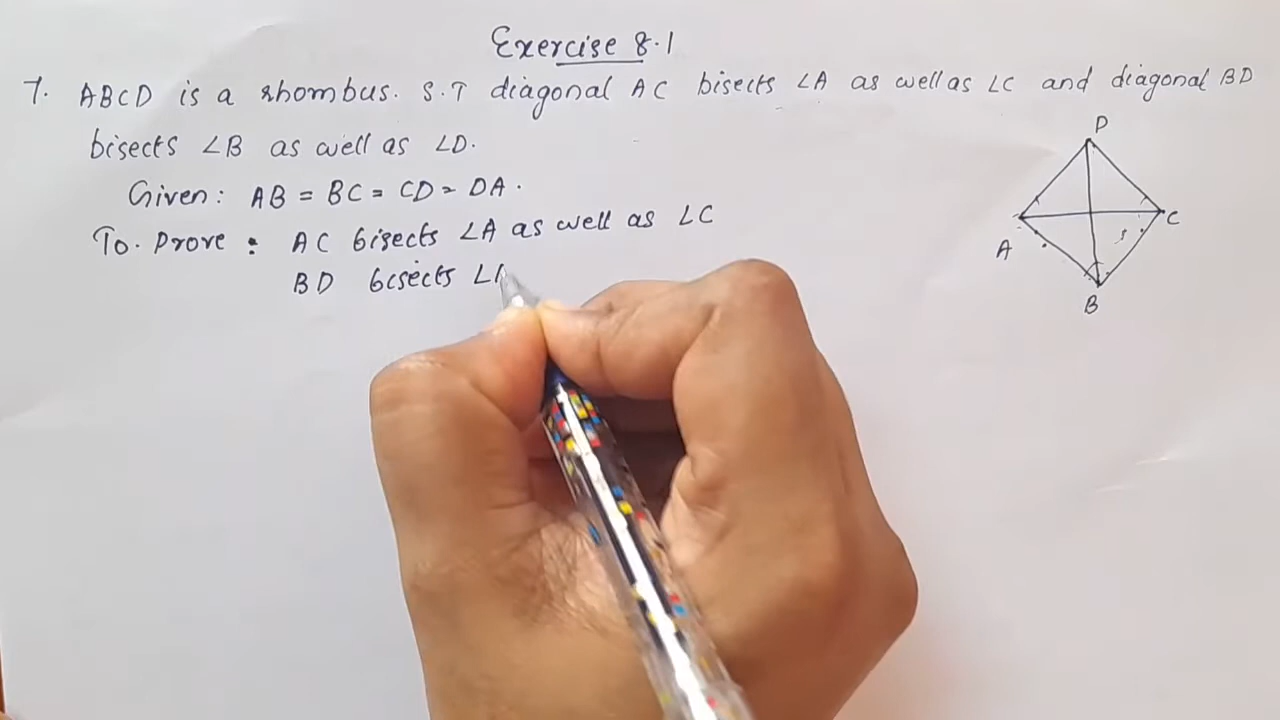 Exercise 8.1
7. ABCD is a rhombus. S.T diagonal AC bisects ∠A as well as ∠C and diagonal BD
bisects ∠B as well as ∠D.
Given: AB = BC = CD = DA.
To. Prove : AC bisects ∠A as well as ∠C
BD bisects ∠
D
A
C
B